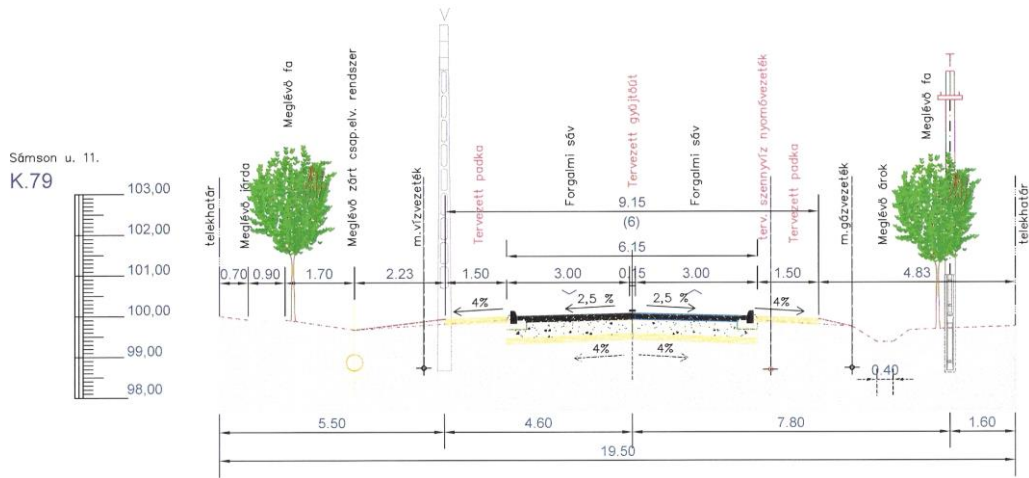 Sámson u. 11.
K.79
103,00
102,00
101,00
100,00
99,00
98,00
telekhatár
Meglévő járda
Meglévő fa
Meglévő zárt csap.elv. rendszer
m.vízvezeték
Tervezett padka
Forgalmi sáv
Tervezett gyűjtőút
Forgalmi sáv
terv. szennyvíz nyomóvezeték
Tervezett padka
m.gázvezeték
Meglévő árok
Meglévő fa
telekhatár
9.15
(6)
6.15
0.70 0.90 1.70 2.23 1.50 3.00 0.15 3.00 1.50 4.83
4% 2,5 % 2,5 % 4%
4% 4%
0.40
5.50 4.60 7.80 1.60
19.50